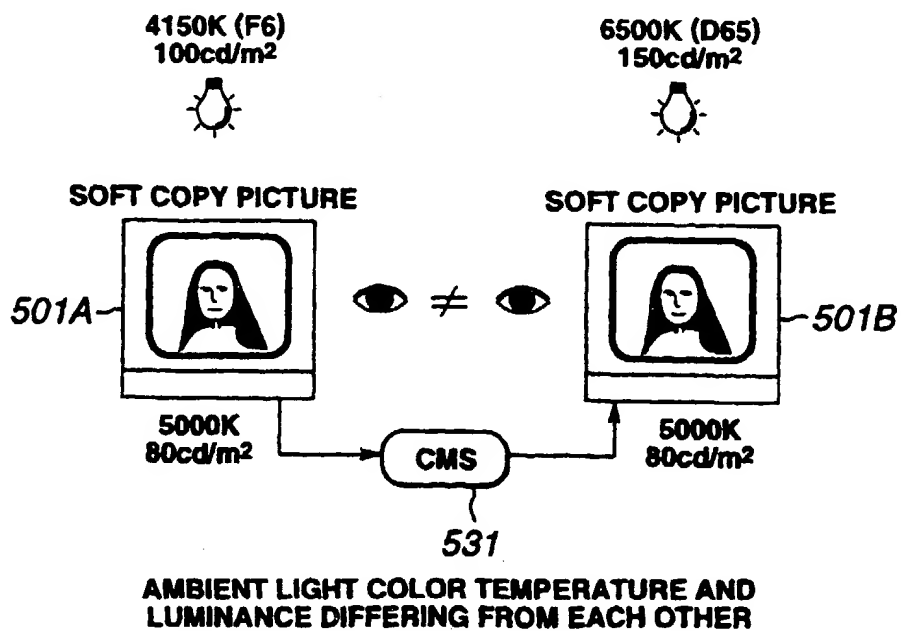 4150K (F6)
100cd/m²
6500K (D65)
150cd/m²
SOFT COPY PICTURE
SOFT COPY PICTURE
501A
≠
501B
5000K
80cd/m²
5000K
80cd/m²
CMS
531
AMBIENT LIGHT COLOR TEMPERATURE AND
LUMINANCE DIFFERING FROM EACH OTHER